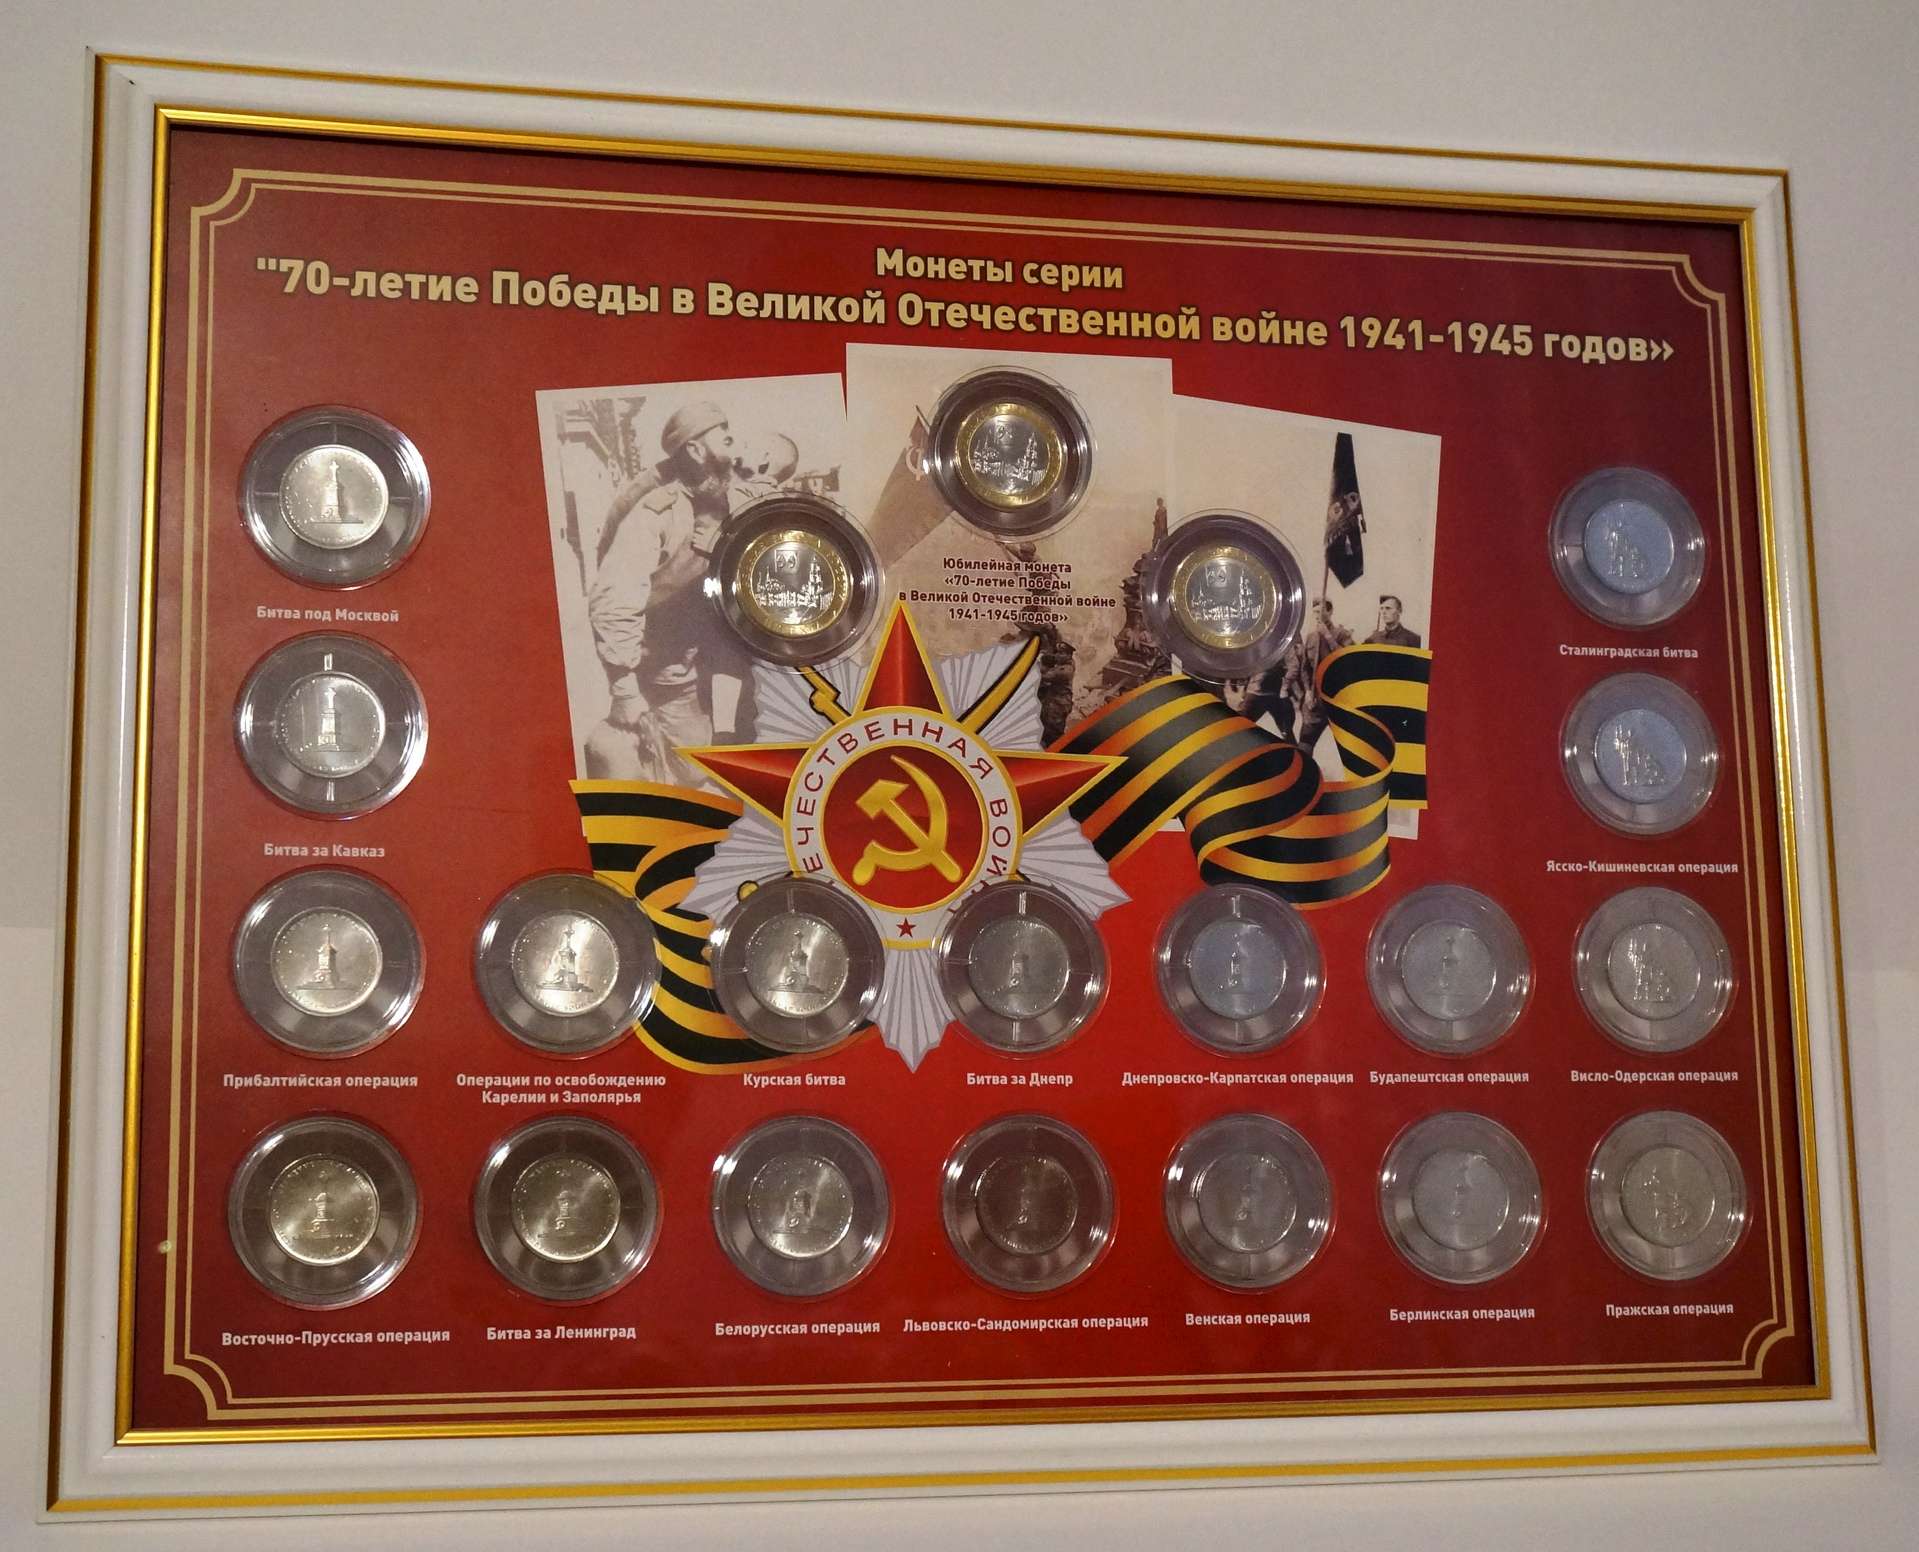 Монеты серии
"70-летие Победы в Великой Отечественной войне 1941-1945 годов»
Юбилейная монета
«70-летие Победы
в Великой Отечественной войне
1941-1945 годов»
Битва под Москвой
Сталинградская битва
Битва за Кавказ
Ясско-Кишиневская операция
ЕЧЕСТВЕННАЯ ВОЙ
Прибалтийская операция
Операции по освобождению
Карелии и Заполярья
Курская битва
Битва за Днепр
Днепровско-Карпатская операция
Будапештская операция
Висло-Одерская операция
Восточно-Прусская операция
Битва за Ленинград
Белорусская операция
Львовско-Сандомирская операция
Венская операция
Берлинская операция
Пражская операция